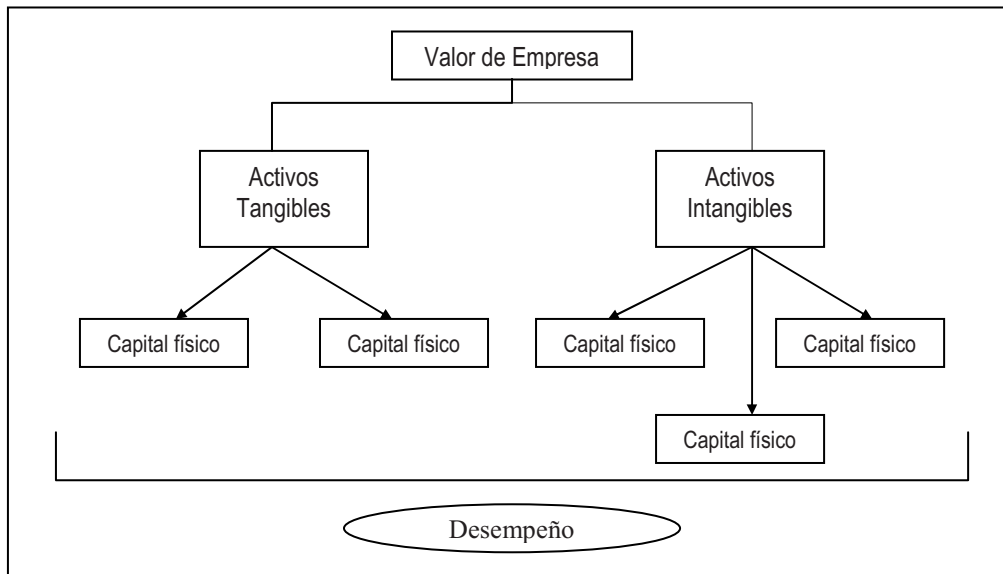 Valor de Empresa
Activos
Tangibles
Activos
Intangibles
Capital físico
Capital físico
Capital físico
Capital físico
Capital físico
Desempeño